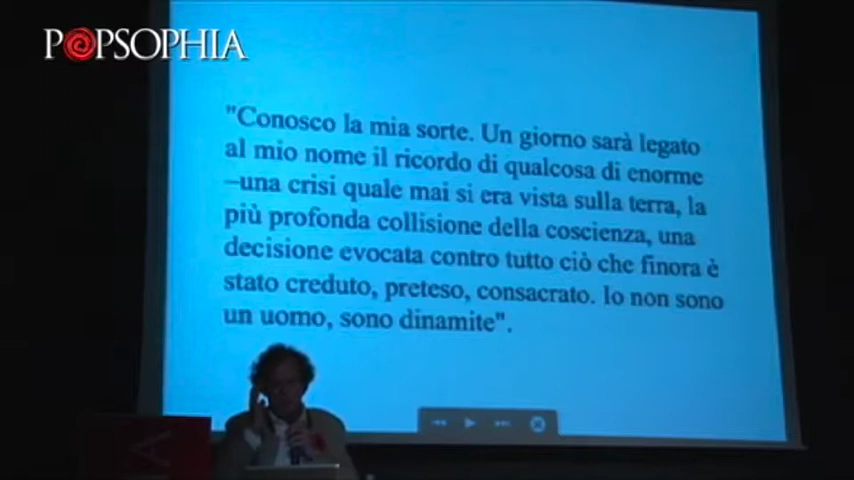 POPSOPHIA
"Conosco la mia sorte. Un giorno sarà legato
al mio nome il ricordo di qualcosa di enorme
–una crisi quale mai si era vista sulla terra, la
più profonda collisione della coscienza, una
decisione evocata contro tutto ciò che finora è
stato creduto, preteso, consacrato. Io non sono
un uomo, sono dinamite".